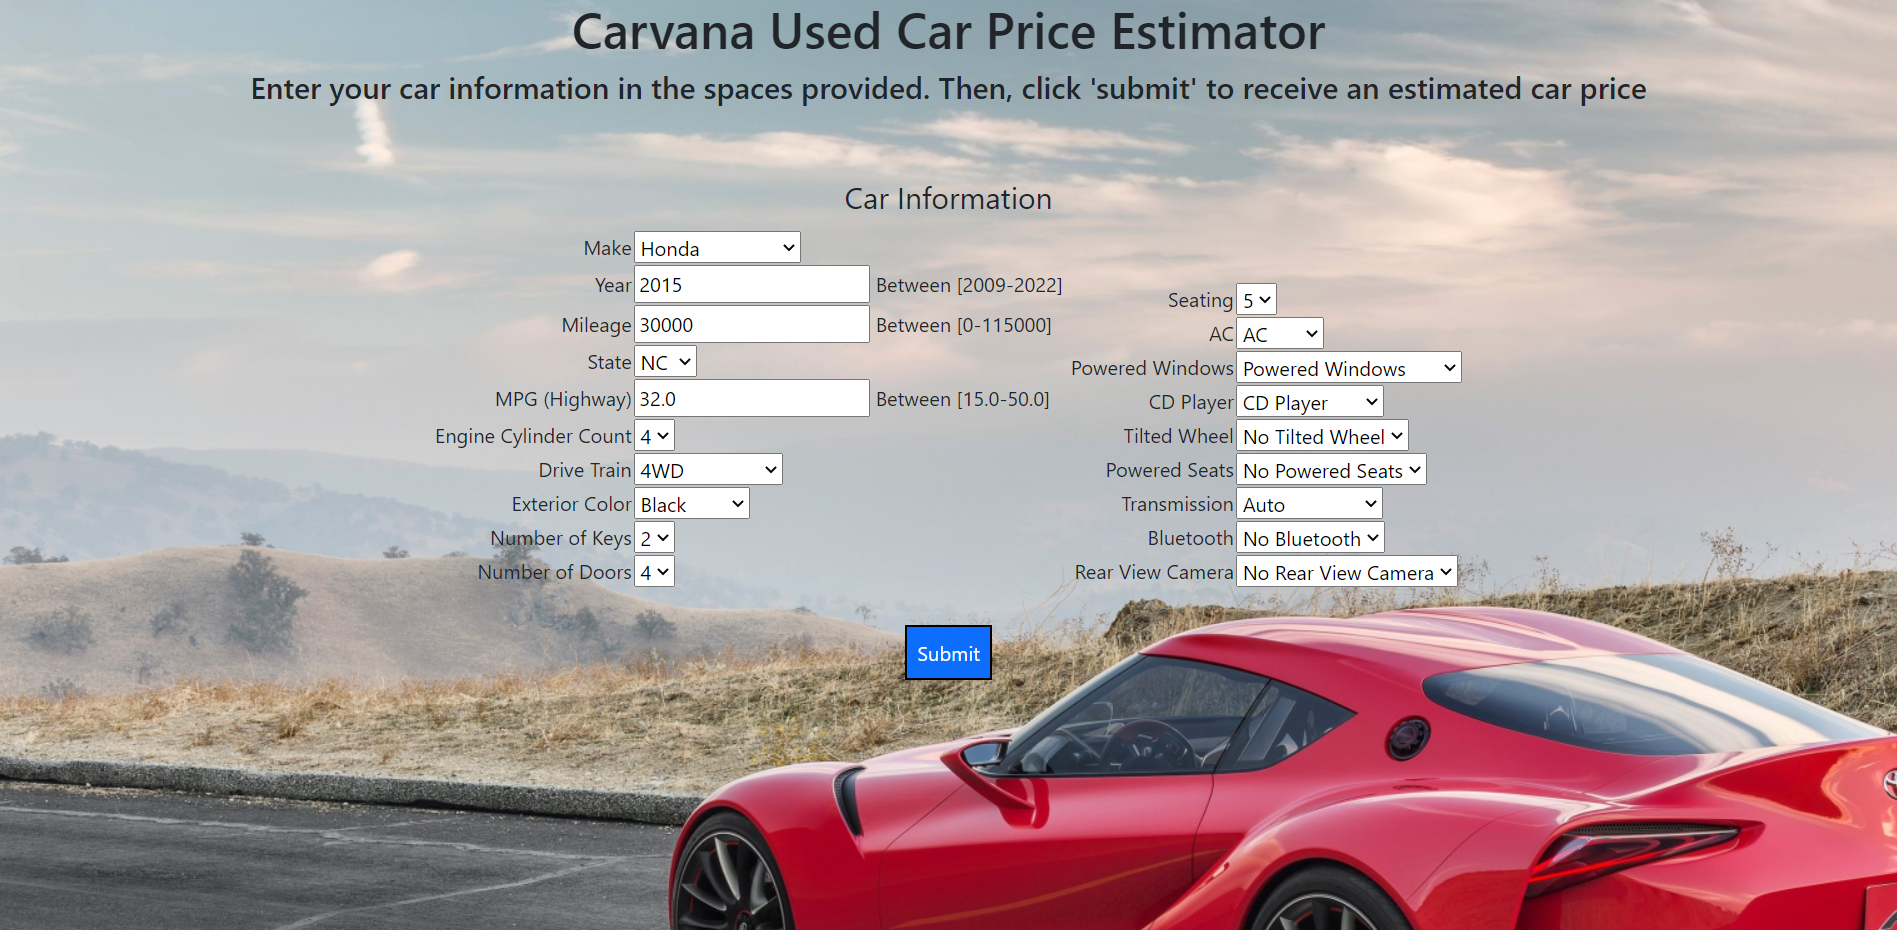 Carvana Used Car Price Estimator
Enter your car information in the spaces provided. Then, click 'submit' to receive an estimated car price
Car Information
Make Honda
Year 2015 Between [2009-2022]
Mileage 30000 Between [0-115000]
State NC
MPG (Highway) 32.0 Between [15.0-50.0]
Engine Cylinder Count 4
Drive Train 4WD
Exterior Color Black
Number of Keys 2
Number of Doors 4
Seating 5
AC AC
Powered Windows Powered Windows
CD Player CD Player
Tilted Wheel No Tilted Wheel
Powered Seats No Powered Seats
Transmission Auto
Bluetooth No Bluetooth
Rear View Camera No Rear View Camera
Submit